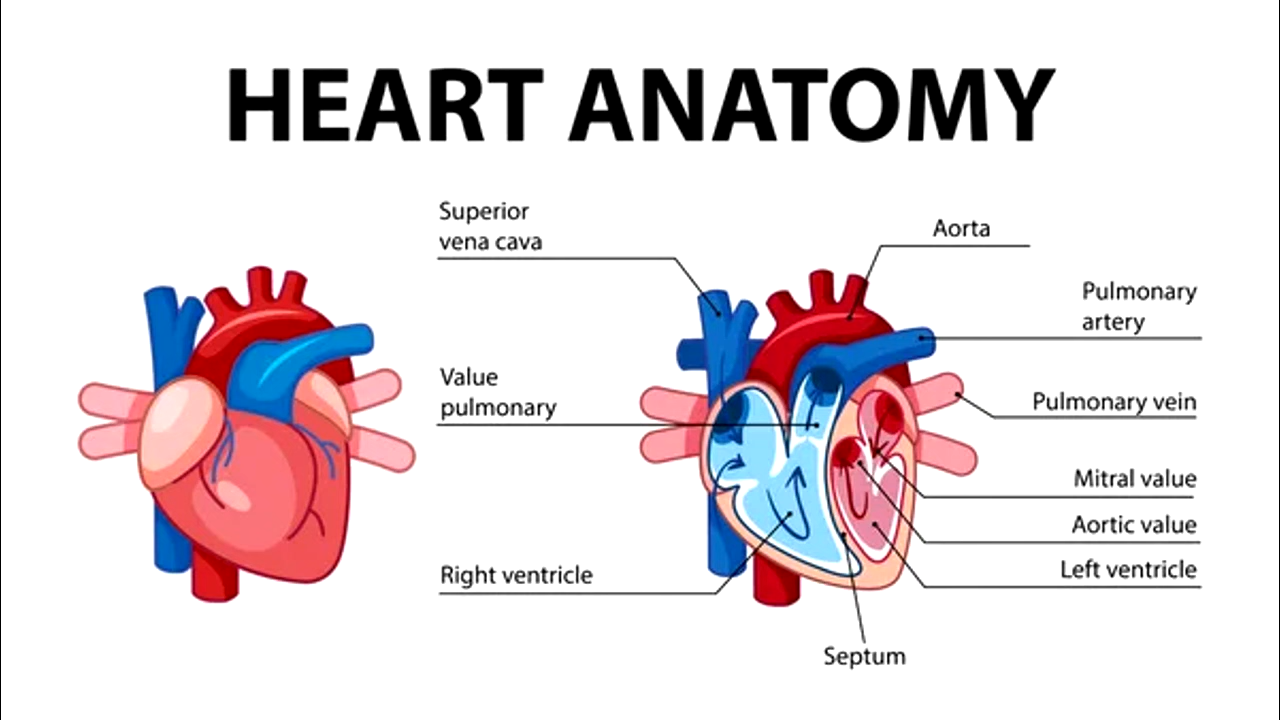 HEART ANATOMY
Superior
vena cava
Value
pulmonary
Right ventricle
Aorta
Pulmonary
artery
Pulmonary vein
Mitral value
Aortic value
Left ventricle
Septum